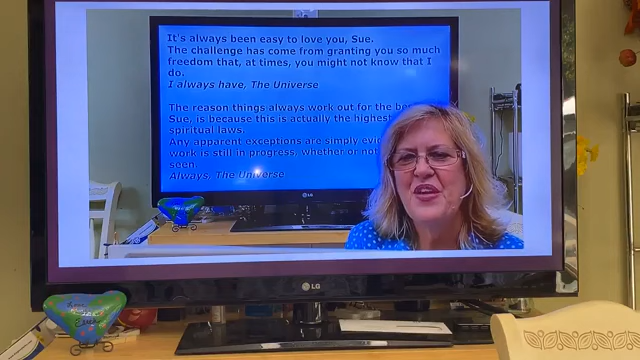 It's always been easy to love you, Sue.
The challenge has come from granting you so much
freedom that, at times, you might not know that I
do.
I always have, The Universe
The reason things always work out for the
Sue, is because this is actually the highest
spiritual laws.
Any apparent exceptions are simply
work is still in progress, whether or not
seen.
Always, The Universe
LG
LG